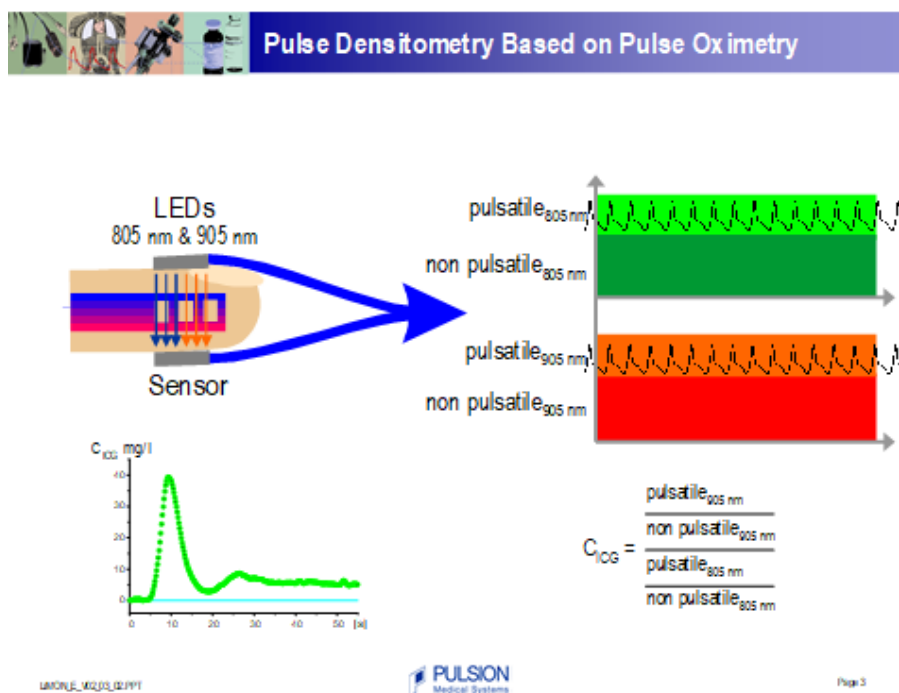 Pulse Densitometry Based on Pulse Oximetry
LEDs
805 nm & 905 nm
Sensor
pulsatile805 nm
non pulsatile805 nm
pulsatile905 nm
non pulsatile905 nm
CICG mg/l
40
30
20
10
0
0 10 20 30 40 50 [s]
CICG =
pulsatile905 nm
non pulsatile905 nm
pulsatile805 nm
non pulsatile805 nm
PULSION
Medical Systems
Page 3